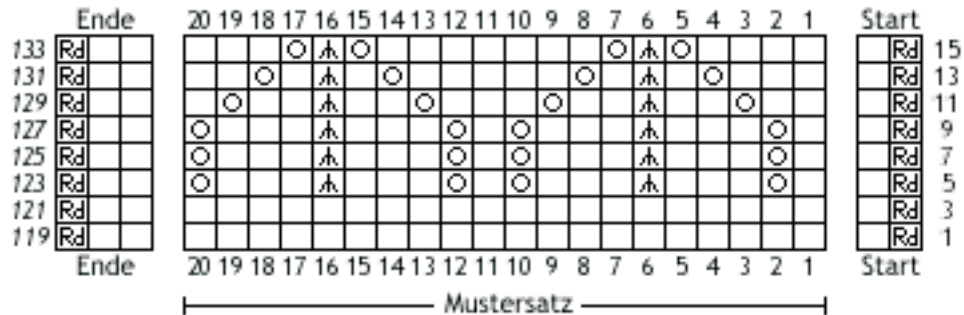 Ende 20 19 18 17 16 15 14 13 12 11 10 9 8 7 6 5 4 3 2 1 Start
133 Rd Rd 15
131 Rd Rd 13
129 Rd Rd 11
127 Rd Rd 9
125 Rd Rd 7
123 Rd Rd 5
121 Rd Rd 3
119 Rd Rd 1
Ende 20 19 18 17 16 15 14 13 12 11 10 9 8 7 6 5 4 3 2 1 Start
Mustersatz